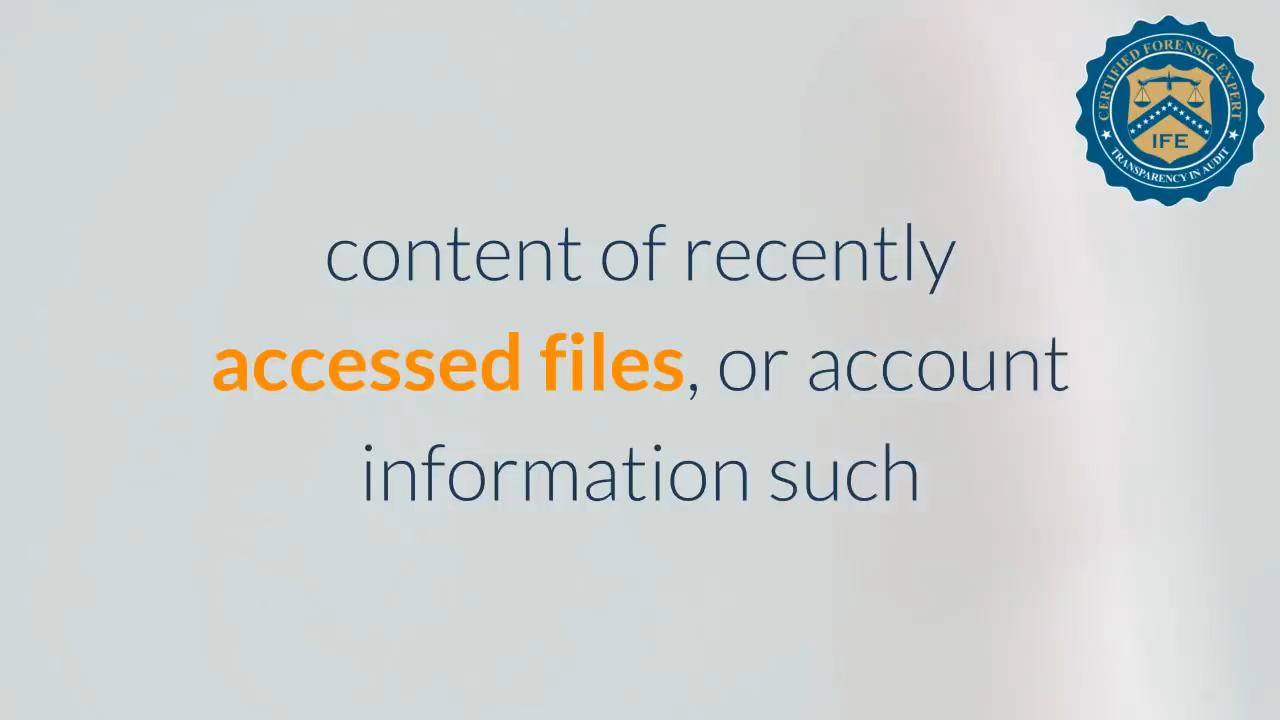 CERTIFIED FORENSIC EXPERT
IFE
TRANSPARENCY IN AUDIT
content of recently
accessed files, or account
information such